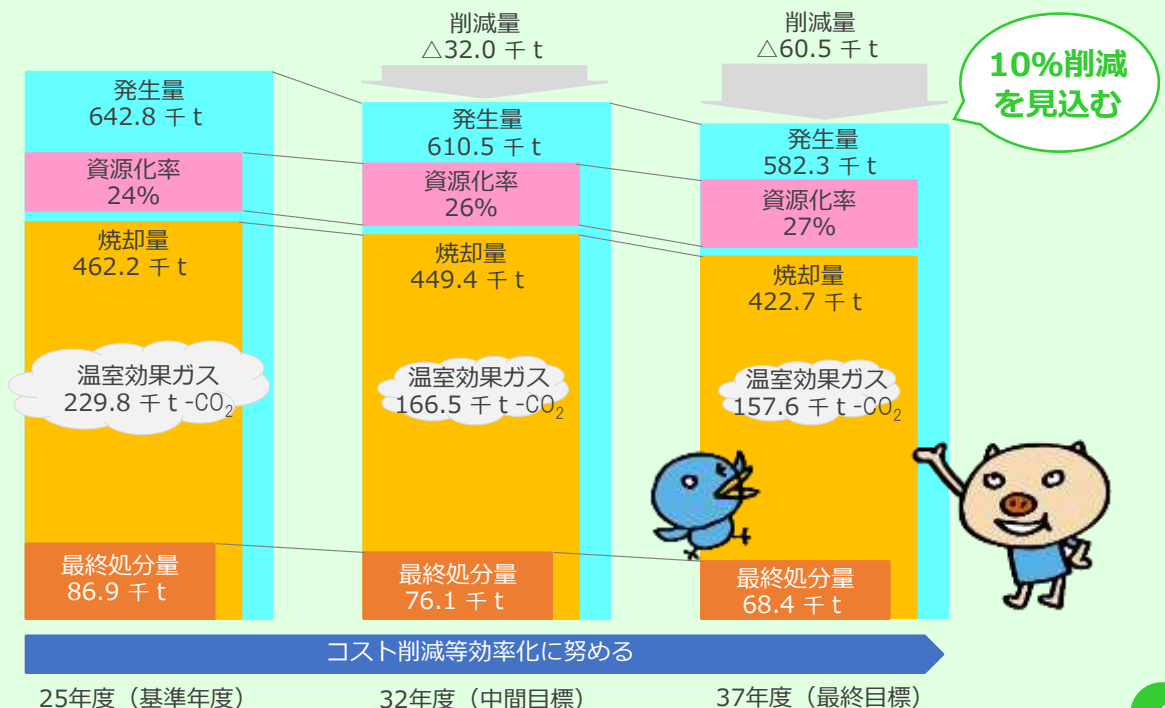 削減量
△32.0 千 t
削減量
△60.5 千 t
10%削減
を見込む
発生量
642.8 千 t
資源化率
24%
焼却量
462.2 千 t
温室効果ガス
229.8 千 t -CO₂
最終処分量
86.9 千 t
発生量
610.5 千 t
資源化率
26%
焼却量
449.4 千 t
温室効果ガス
166.5 千 t -CO₂
最終処分量
76.1 千 t
発生量
582.3 千 t
資源化率
27%
焼却量
422.7 千 t
温室効果ガス
157.6 千 t -CO₂
最終処分量
68.4 千 t
コスト削減等効率化に努める
25年度（基準年度）
32年度（中間目標）
37年度（最終目標）